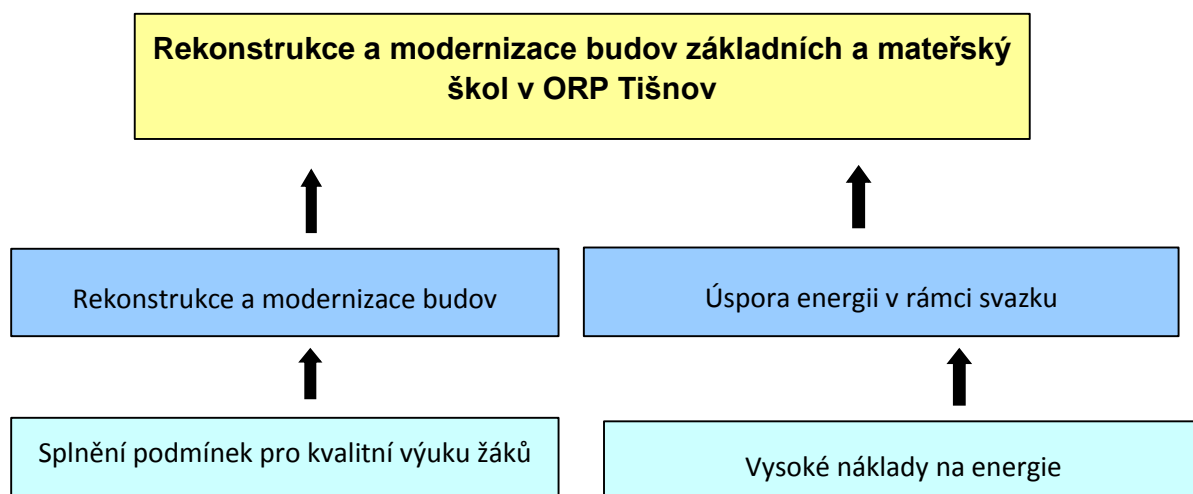 Rekonstrukce a modernizace budov základních a mateřský
škol v ORP Tišnov
Rekonstrukce a modernizace budov
Úspora energii v rámci svazku
Splnění podmínek pro kvalitní výuku žáků
Vysoké náklady na energie